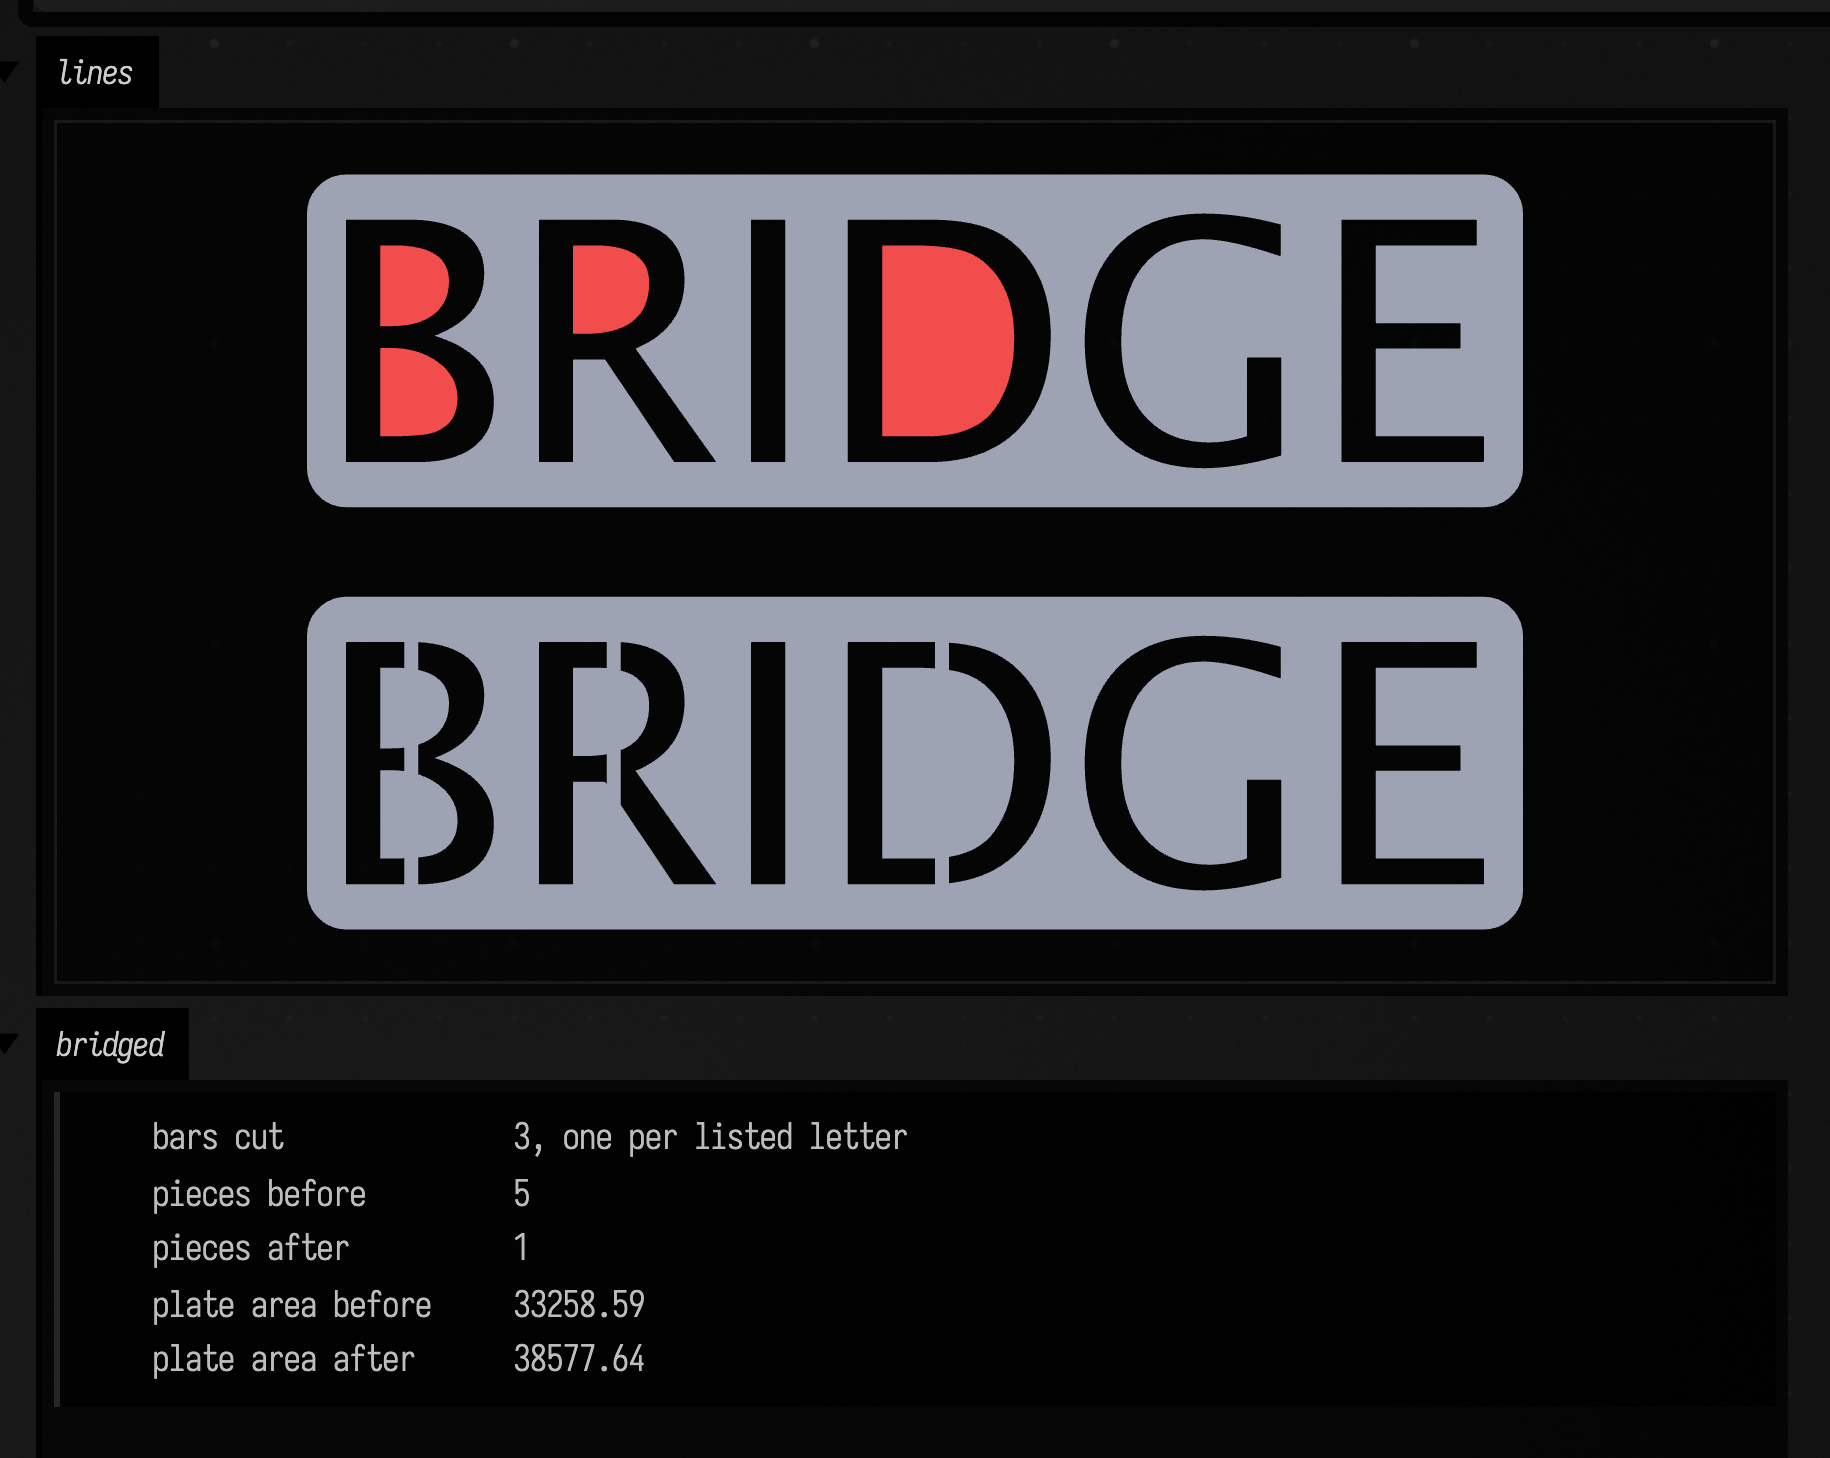 lines
BRIDGE
BRIDGE
bridged
bars cut 3, one per listed letter
pieces before 5
pieces after 1
plate area before 33258.59
plate area after 38577.64